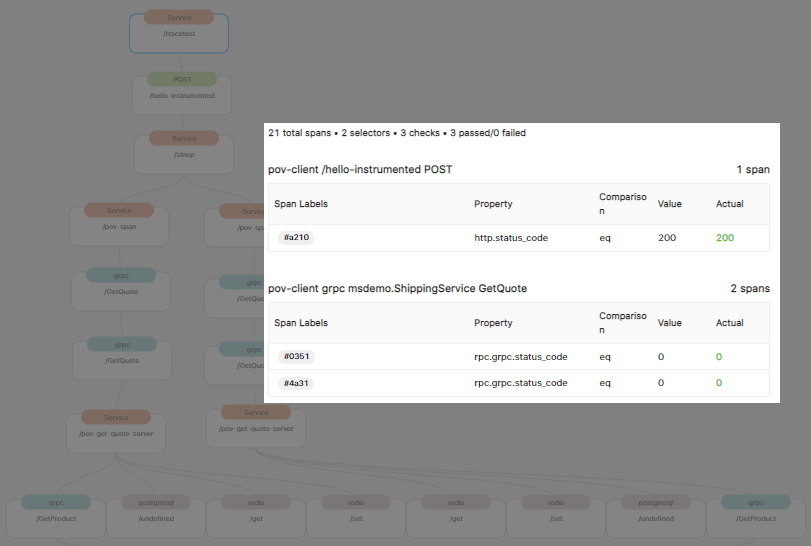 Service
/tracetest
POST
/hello-instrumented
Service
/sleep
21 total spans • 2 selectors • 3 checks • 3 passed/0 failed
pov-client /hello-instrumented POST
1 span
Span Labels
Property
Compariso
n
Value
Actual
#a210
http.status_code
eq
200
200
pov-client grpc msdemo.ShippingService GetQuote
2 spans
Span Labels
Property
Compariso
n
Value
Actual
#0351
rpc.grpc.status_code
eq
0
0
#4a31
rpc.grpc.status_code
eq
0
0
Service
/pov span
Servic
/pov spa
grpc
/GetQuote
grpc
/GetQuo
grpc
/GetQuote
grpc
/GetQuo
Service
/pov-get-quote-server
Service
/pov-get-quote-server
grpc
/GetProduct
postgresql
/undefined
redis
/get
redis
/set
redis
/get
redis
/set
postgresql
/undefined
grpc
/GetProduct